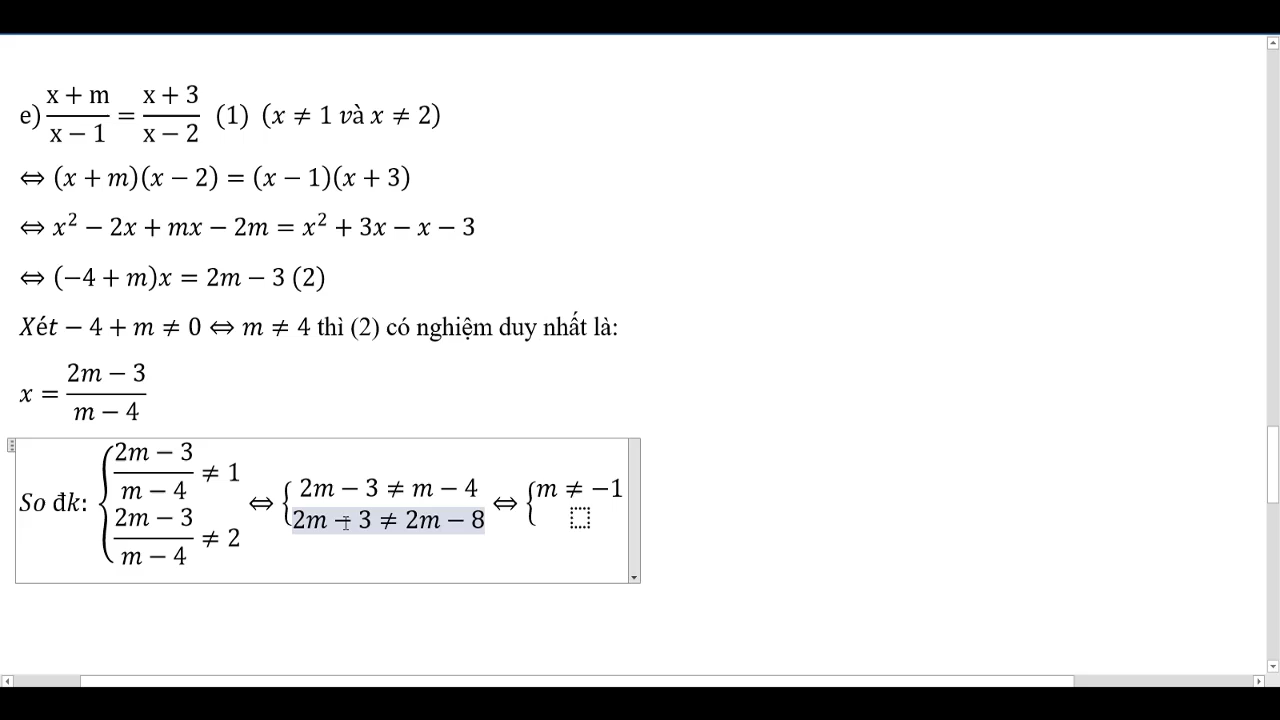 e) (x + m)/(x − 1) = (x + 3)/(x − 2) (1) (x ≠ 1 và x ≠ 2)
⇔ (x + m)(x − 2) = (x − 1)(x + 3)
⇔ x² − 2x + mx − 2m = x² + 3x − x − 3
⇔ (−4 + m)x = 2m − 3 (2)
Xét − 4 + m ≠ 0 ⇔ m ≠ 4 thì (2) có nghiệm duy nhất là:
x = (2m − 3)/(m − 4)
So đk: { (2m − 3)/(m − 4) ≠ 1 ; (2m − 3)/(m − 4) ≠ 2 ⇔ { 2m − 3 ≠ m − 4 ; 2m − 3 ≠ 2m − 8 ⇔ { m ≠ −1